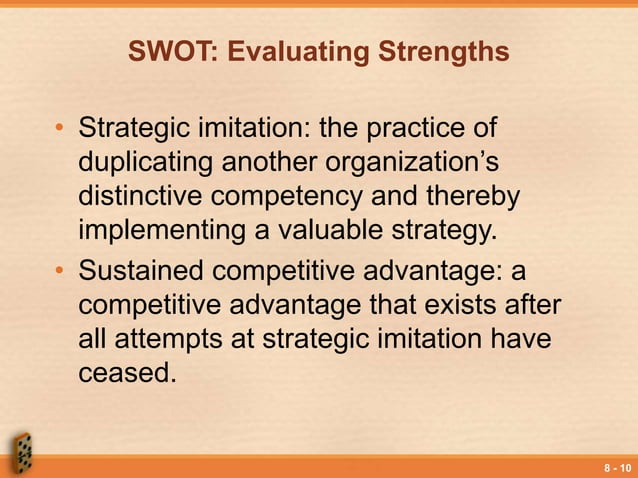 SWOT: Evaluating Strengths
• Strategic imitation: the practice of
duplicating another organization’s
distinctive competency and thereby
implementing a valuable strategy.
• Sustained competitive advantage: a
competitive advantage that exists after
all attempts at strategic imitation have
ceased.
8 - 10